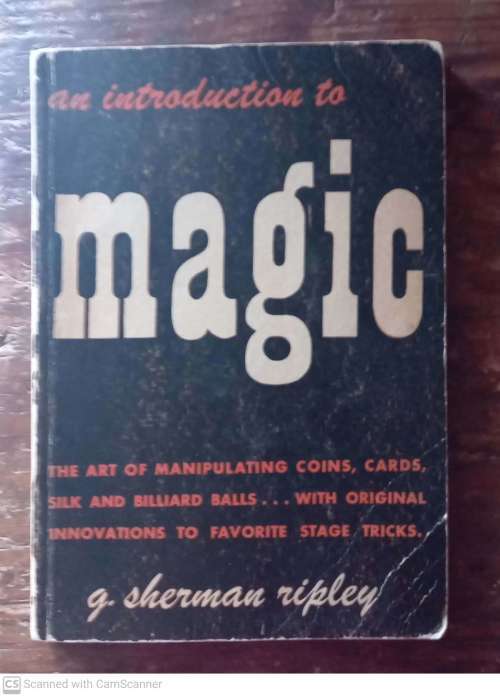 an introduction to
magic
THE ART OF MANIPULATING COINS, CARDS,
SILK AND BILLIARD BALLS... WITH ORIGINAL
INNOVATIONS TO FAVORITE STAGE TRICKS.
g. sherman ripley
CS Scanned with CamScanner